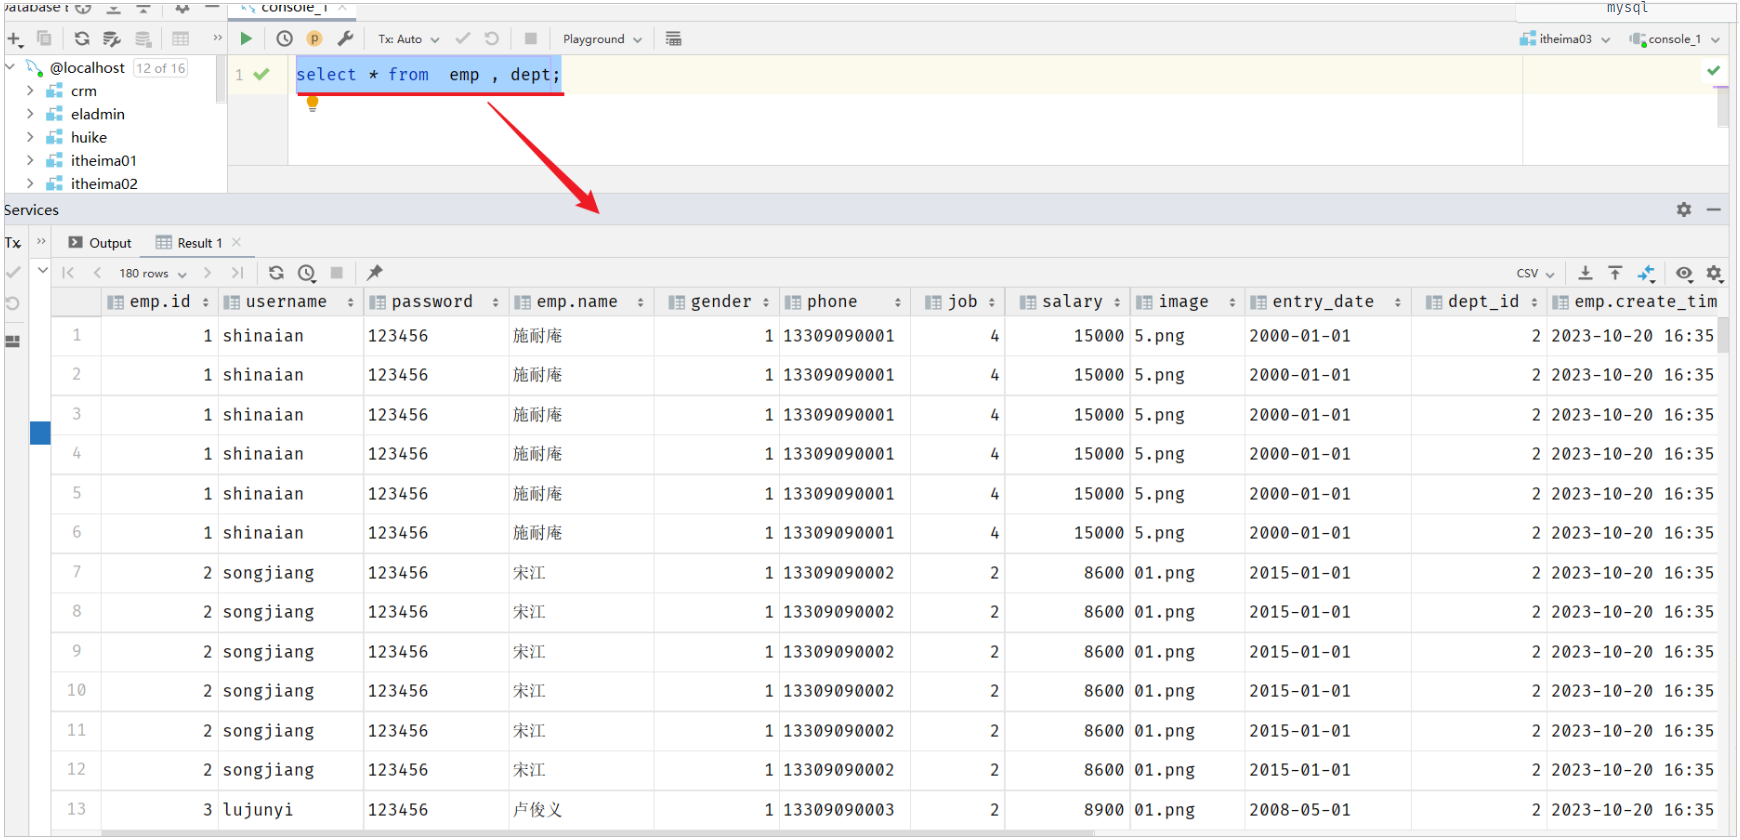 Database
console_1
mysql
Tx: Auto
Playground
itheima03
console_1
@localhost 12 of 16
crm
eladmin
huike
itheima01
itheima02
1
select * from  emp , dept;
Services
Tx
Output
Result 1
180 rows
CSV
emp.id username password emp.name gender phone job salary image entry_date dept_id emp.create_tim
1 1 shinaian 123456 施耐庵 1 13309090001 4 15000 5.png 2000-01-01 2 2023-10-20 16:35
2 1 shinaian 123456 施耐庵 1 13309090001 4 15000 5.png 2000-01-01 2 2023-10-20 16:35
3 1 shinaian 123456 施耐庵 1 13309090001 4 15000 5.png 2000-01-01 2 2023-10-20 16:35
4 1 shinaian 123456 施耐庵 1 13309090001 4 15000 5.png 2000-01-01 2 2023-10-20 16:35
5 1 shinaian 123456 施耐庵 1 13309090001 4 15000 5.png 2000-01-01 2 2023-10-20 16:35
6 1 shinaian 123456 施耐庵 1 13309090001 4 15000 5.png 2000-01-01 2 2023-10-20 16:35
7 2 songjiang 123456 宋江 1 13309090002 2 8600 01.png 2015-01-01 2 2023-10-20 16:35
8 2 songjiang 123456 宋江 1 13309090002 2 8600 01.png 2015-01-01 2 2023-10-20 16:35
9 2 songjiang 123456 宋江 1 13309090002 2 8600 01.png 2015-01-01 2 2023-10-20 16:35
10 2 songjiang 123456 宋江 1 13309090002 2 8600 01.png 2015-01-01 2 2023-10-20 16:35
11 2 songjiang 123456 宋江 1 13309090002 2 8600 01.png 2015-01-01 2 2023-10-20 16:35
12 2 songjiang 123456 宋江 1 13309090002 2 8600 01.png 2015-01-01 2 2023-10-20 16:35
13 3 lujunyi 123456 卢俊义 1 13309090003 2 8900 01.png 2008-05-01 2 2023-10-20 16:35